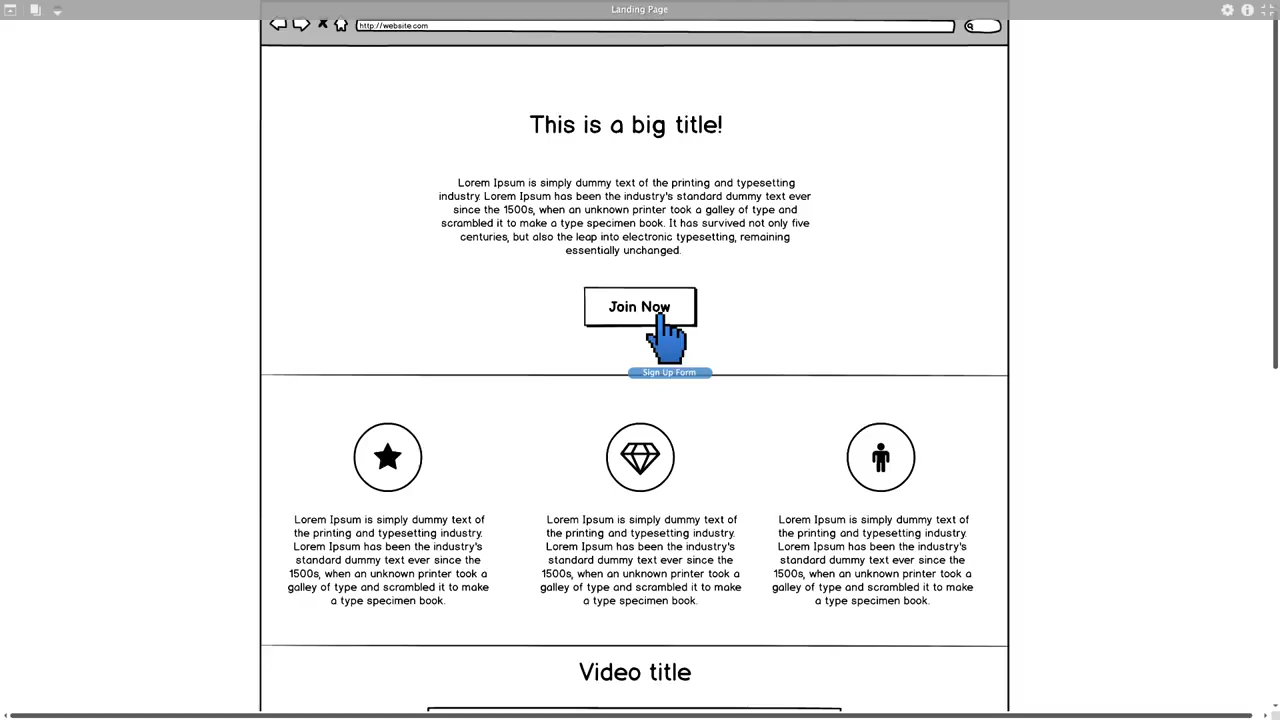 Landing Page
http://website.com
This is a big title!
Lorem Ipsum is simply dummy text of the printing and typesetting
industry. Lorem Ipsum has been the industry's standard dummy text ever
since the 1500s, when an unknown printer took a galley of type and
scrambled it to make a type specimen book. It has survived not only five
centuries, but also the leap into electronic typesetting, remaining
essentially unchanged.
Join Now
Sign Up Form
Lorem Ipsum is simply dummy text of
the printing and typesetting industry.
Lorem Ipsum has been the industry's
standard dummy text ever since the
1500s, when an unknown printer took a
galley of type and scrambled it to make
a type specimen book.
Lorem Ipsum is simply dummy text of
the printing and typesetting industry.
Lorem Ipsum has been the industry's
standard dummy text ever since the
1500s, when an unknown printer took a
galley of type and scrambled it to make
a type specimen book.
Lorem Ipsum is simply dummy text of
the printing and typesetting industry.
Lorem Ipsum has been the industry's
standard dummy text ever since the
1500s, when an unknown printer took a
galley of type and scrambled it to make
a type specimen book.
Video title